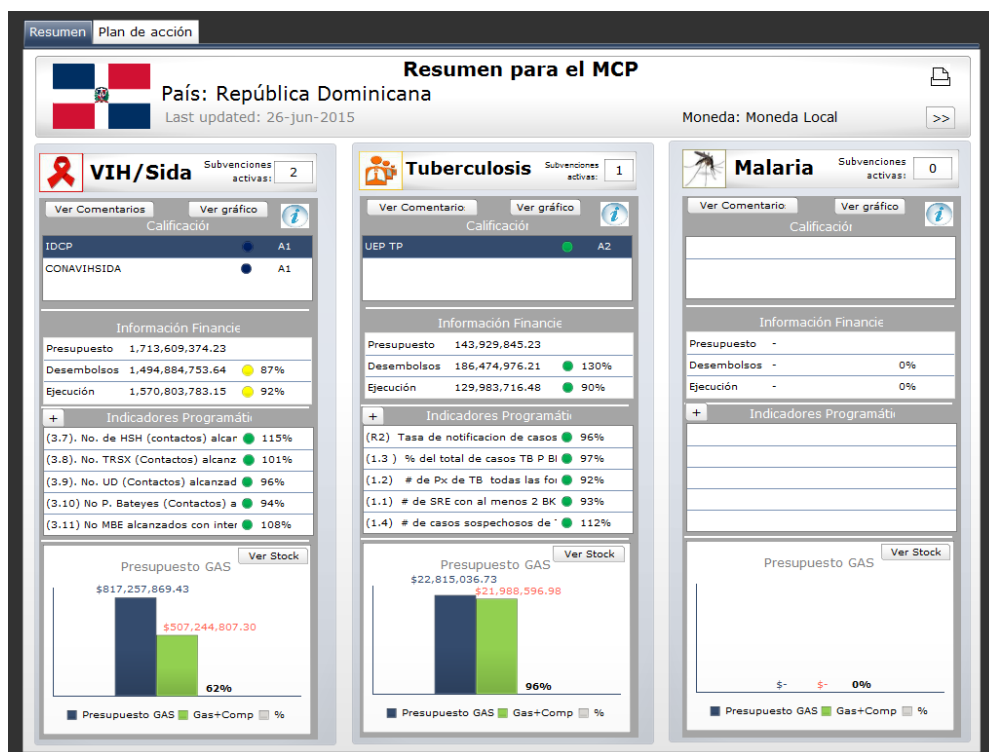 Resumen Plan de acción
Resumen para el MCP
País: República Dominicana
Last updated: 26-jun-2015
Moneda: Moneda Local
>>
VIH/Sida
Subvenciones activas: 2
Ver Comentarios Ver gráfico
Calificación
IDCP A1
CONAVIHSIDA A1
Información Financie
Presupuesto 1,713,609,374.23
Desembolsos 1,494,884,753.64 87%
Ejecución 1,570,803,783.15 92%
+ Indicadores Programáti
(3.7). No. de HSH (contactos) alcar 115%
(3.8). No. TRSX (Contactos) alcanz 101%
(3.9). No. UD (Contactos) alcanzad 96%
(3.10) No P. Bateyes (Contactos) a 94%
(3.11) No MBE alcanzados con inter 108%
Ver Stock
Presupuesto GAS
$817,257,869.43
$507,244,807.30
62%
Presupuesto GAS Gas+Comp %
Tuberculosis
Subvenciones activas: 1
Ver Comentario Ver gráfico
Calificación
UEP TP A2
Información Financie
Presupuesto 143,929,845.23
Desembolsos 186,474,976.21 130%
Ejecución 129,983,716.48 90%
+ Indicadores Programáti
(R2) Tasa de notificacion de casos 96%
(1.3 ) % del total de casos TB P BI 97%
(1.2) # de Px de TB todas las for 92%
(1.1) # de SRE con al menos 2 BK 93%
(1.4) # de casos sospechosos de 112%
Ver Stock
Presupuesto GAS
$22,815,036.73
$21,988,596.98
96%
Presupuesto GAS Gas+Comp %
Malaria
Subvenciones activas: 0
Ver Comentario Ver gráfico
Calificación
Información Financie
Presupuesto -
Desembolsos - 0%
Ejecución - 0%
+ Indicadores Programáti
Ver Stock
Presupuesto GAS
$- $- 0%
Presupuesto GAS Gas+Comp %